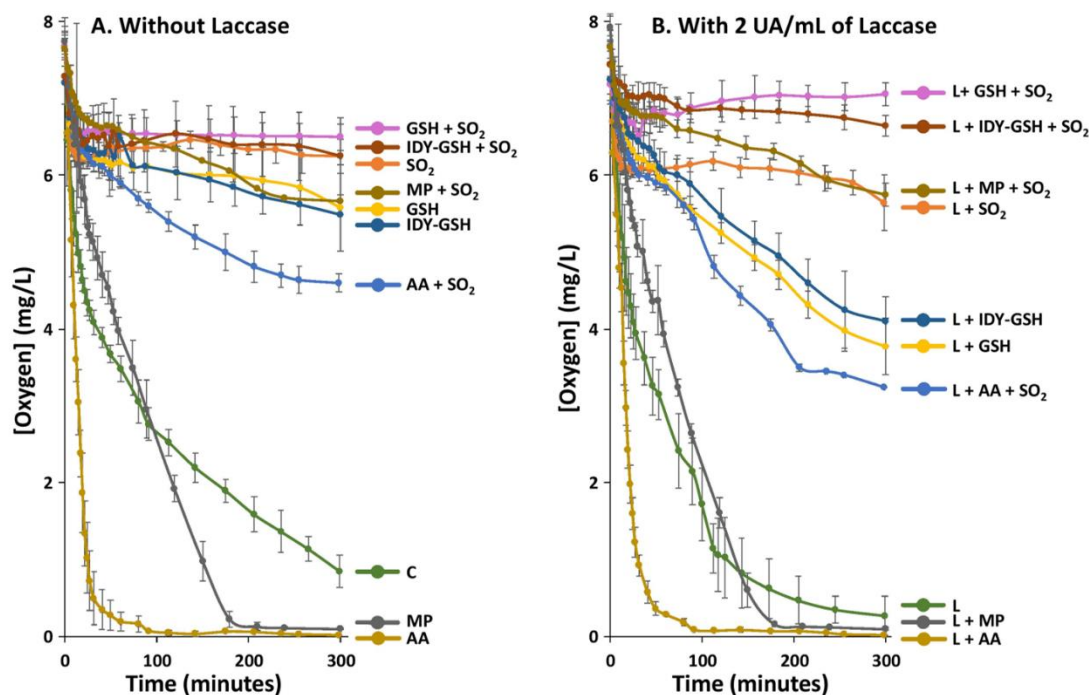 A. Without Laccase
[Oxygen] (mg/L)
8
6
4
2
0
0
100
200
300
Time (minutes)
GSH + SO₂
IDY-GSH + SO₂
SO₂
MP + SO₂
GSH
IDY-GSH
AA + SO₂
C
MP
AA
B. With 2 UA/mL of Laccase
[Oxygen] (mg/L)
8
6
4
2
0
0
100
200
300
Time (minutes)
L+ GSH + SO₂
L + IDY-GSH + SO₂
L + MP + SO₂
L + SO₂
L + IDY-GSH
L + GSH
L + AA + SO₂
L
L + MP
L + AA